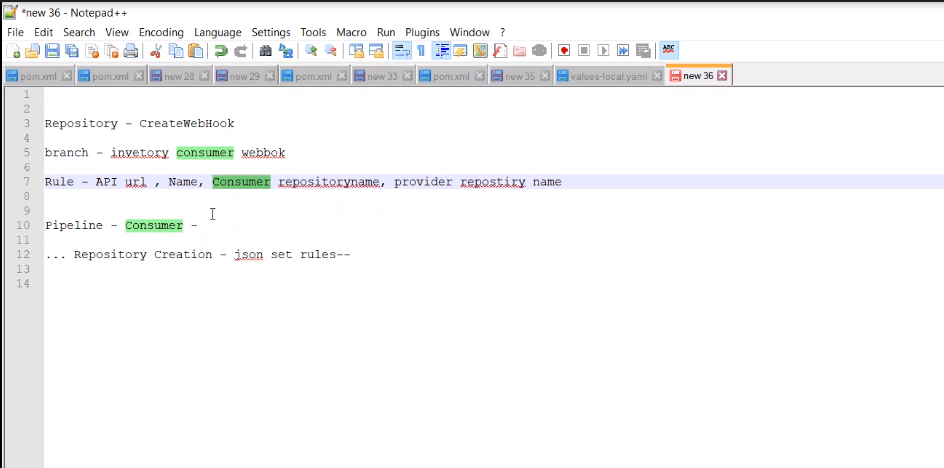 *new 36 - Notepad++
File Edit Search View Encoding Language Settings Tools Macro Run Plugins Window ?
ABC
pom.xml pom.xml new 28 new 29 pom.xml new 33 pom.xml new 35 values-local.yaml new 36
1
2
3 Repository - CreateWebHook
4
5 branch - invetory consumer webbok
6
7 Rule - API url , Name, Consumer repositoryname, provider repostiry name
8
9
10 Pipeline - Consumer -
11
12 ... Repository Creation - json set rules--
13
14